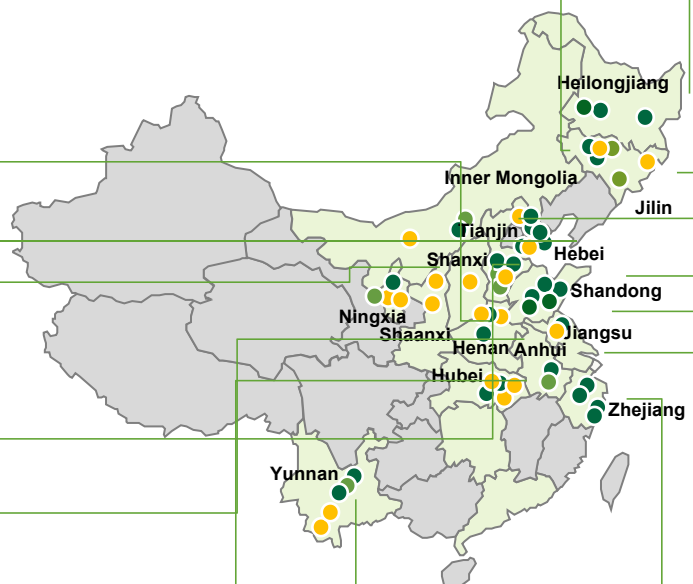 Heilongjiang
Inner Mongolia
Jilin
Tianjin
Hebei
Shanxi
Shandong
Ningxia
Shaanxi
Jiangsu
Henan
Anhui
Hubei
Zhejiang
Yunnan